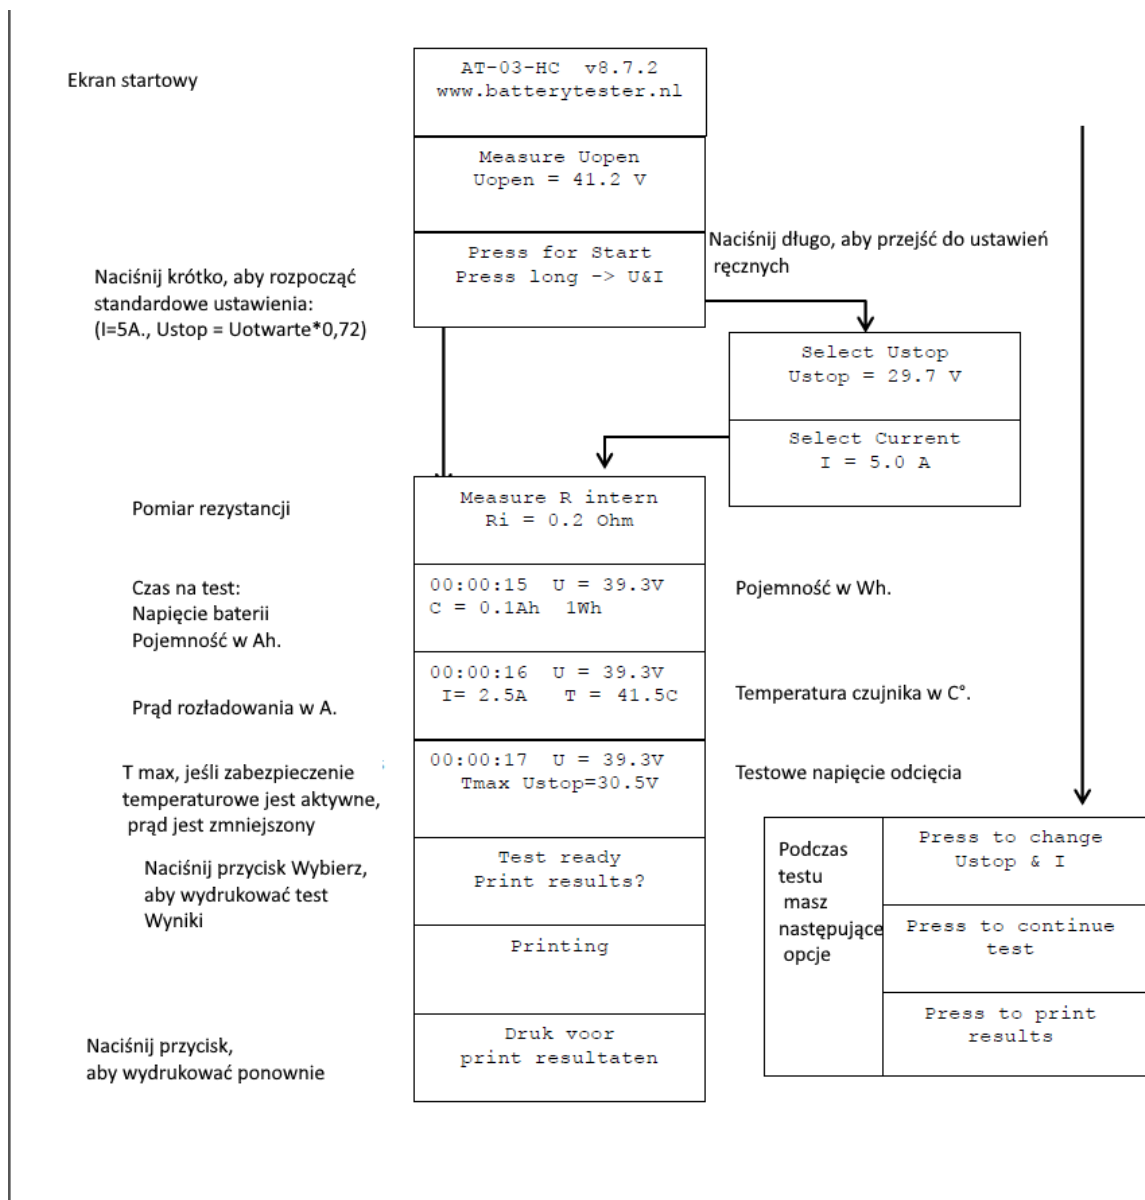 Ekran startowy
AT-03-HC v8.7.2
www.batterytester.nl
Measure Uopen
Uopen = 41.2 V
Press for Start
Press long -> U&I
Naciśnij długo, aby przejść do ustawień
ręcznych
Naciśnij krótko, aby rozpocząć
standardowe ustawienia:
(I=5A., Ustop = Uotwarte*0,72)
Select Ustop
Ustop = 29.7 V
Select Current
I = 5.0 A
Pomiar rezystancji
Measure R intern
Ri = 0.2 Ohm
Czas na test:
Napięcie baterii
Pojemność w Ah.
00:00:15 U = 39.3V
C = 0.1Ah 1Wh
Pojemność w Wh.
Prąd rozładowania w A.
00:00:16 U = 39.3V
I= 2.5A T = 41.5C
Temperatura czujnika w C°.
T max, jeśli zabezpieczenie
temperaturowe jest aktywne,
prąd jest zmniejszony
00:00:17 U = 39.3V
Tmax Ustop=30.5V
Testowe napięcie odcięcia
Naciśnij przycisk Wybierz,
aby wydrukować test
Wyniki
Test ready
Print results?
Printing
Naciśnij przycisk,
aby wydrukować ponownie
Druk voor
print resultaten
Podczas
testu
masz
następujące
opcje
Press to change
Ustop & I
Press to continue
test
Press to print
results